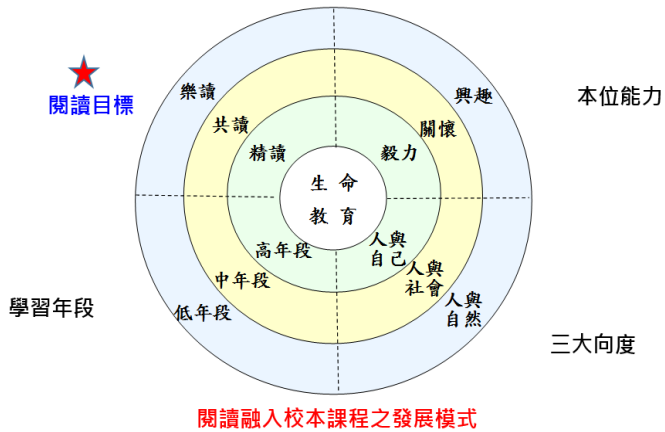 樂讀
興趣
本位能力
閱讀目標
共讀
關懷
精讀
毅力
生命
教育
高年段
人與
自己
中年段
人與
社會
低年段
人與
自然
學習年段
三大向度
閱讀融入校本課程之發展模式